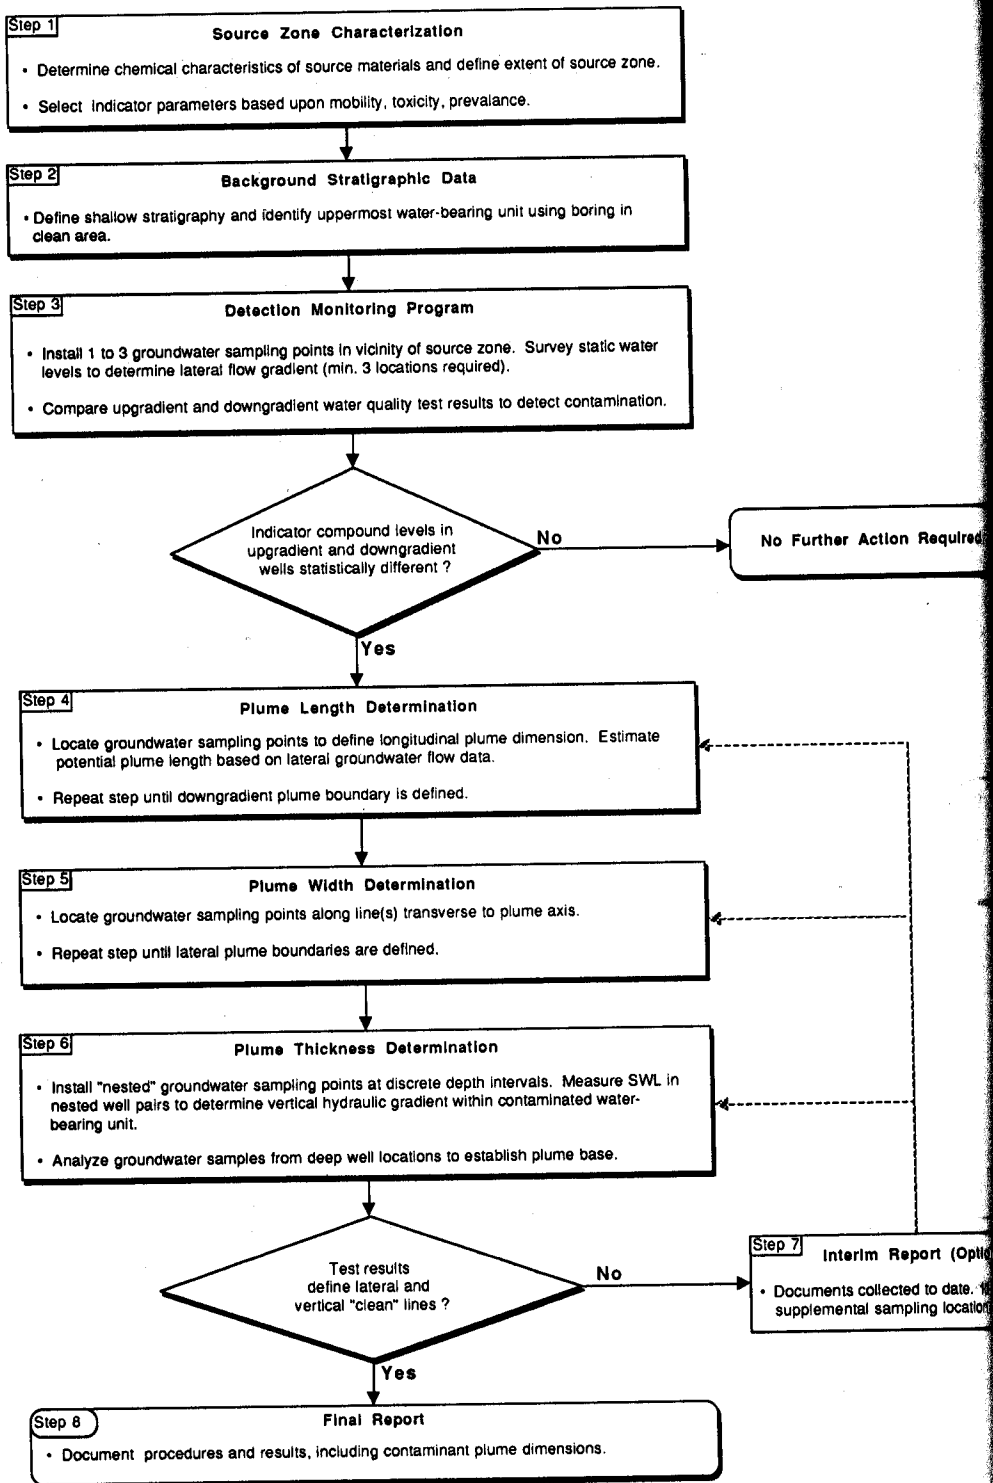 Step 1
Source Zone Characterization
• Determine chemical characteristics of source materials and define extent of source zone.
• Select indicator parameters based upon mobility, toxicity, prevalance.
Step 2
Background Stratigraphic Data
• Define shallow stratigraphy and identify uppermost water-bearing unit using boring in
clean area.
Step 3
Detection Monitoring Program
• Install 1 to 3 groundwater sampling points in vicinity of source zone. Survey static water
levels to determine lateral flow gradient (min. 3 locations required).
• Compare upgradient and downgradient water quality test results to detect contamination.
Indicator compound levels in
upgradient and downgradient
wells statistically different ?
No
No Further Action Required
Yes
Step 4
Plume Length Determination
• Locate groundwater sampling points to define longitudinal plume dimension. Estimate
potential plume length based on lateral groundwater flow data.
• Repeat step until downgradient plume boundary is defined.
Step 5
Plume Width Determination
• Locate groundwater sampling points along line(s) transverse to plume axis.
• Repeat step until lateral plume boundaries are defined.
Step 6
Plume Thickness Determination
• Install "nested" groundwater sampling points at discrete depth intervals. Measure SWL in
nested well pairs to determine vertical hydraulic gradient within contaminated water-
bearing unit.
• Analyze groundwater samples from deep well locations to establish plume base.
Test results
define lateral and
vertical "clean" lines ?
No
Step 7
Interim Report
• Documents collected to date.
supplemental sampling
Yes
Step 8
Final Report
• Document procedures and results, including contaminant plume dimensions.